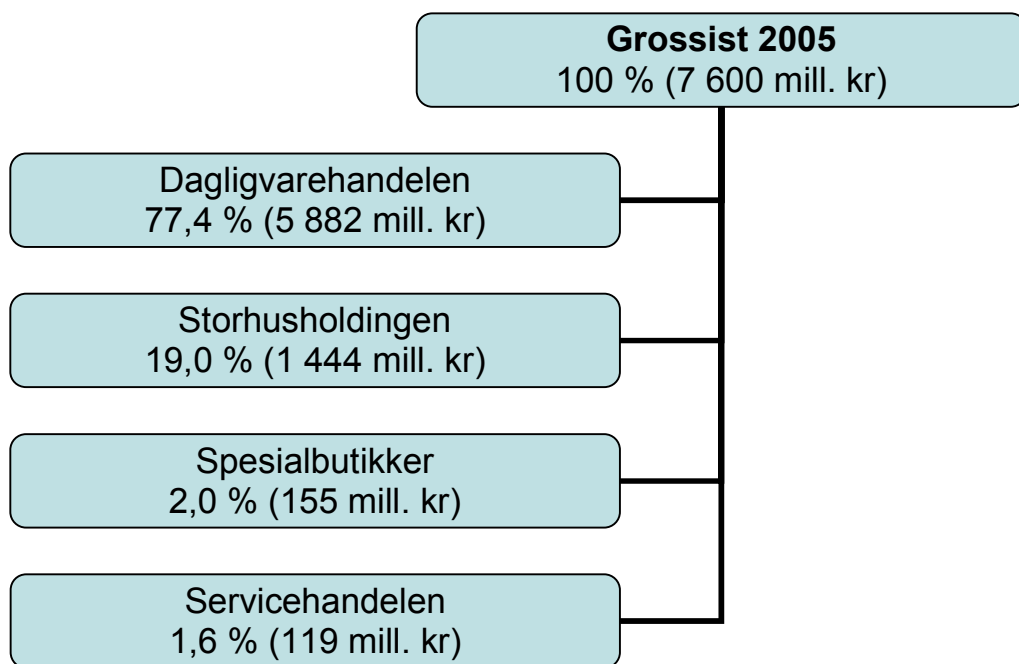 Grossist 2005
100 % (7 600 mill. kr)
Dagligvarehandelen
77,4 % (5 882 mill. kr)
Storhusholdingen
19,0 % (1 444 mill. kr)
Spesialbutikker
2,0 % (155 mill. kr)
Servicehandelen
1,6 % (119 mill. kr)